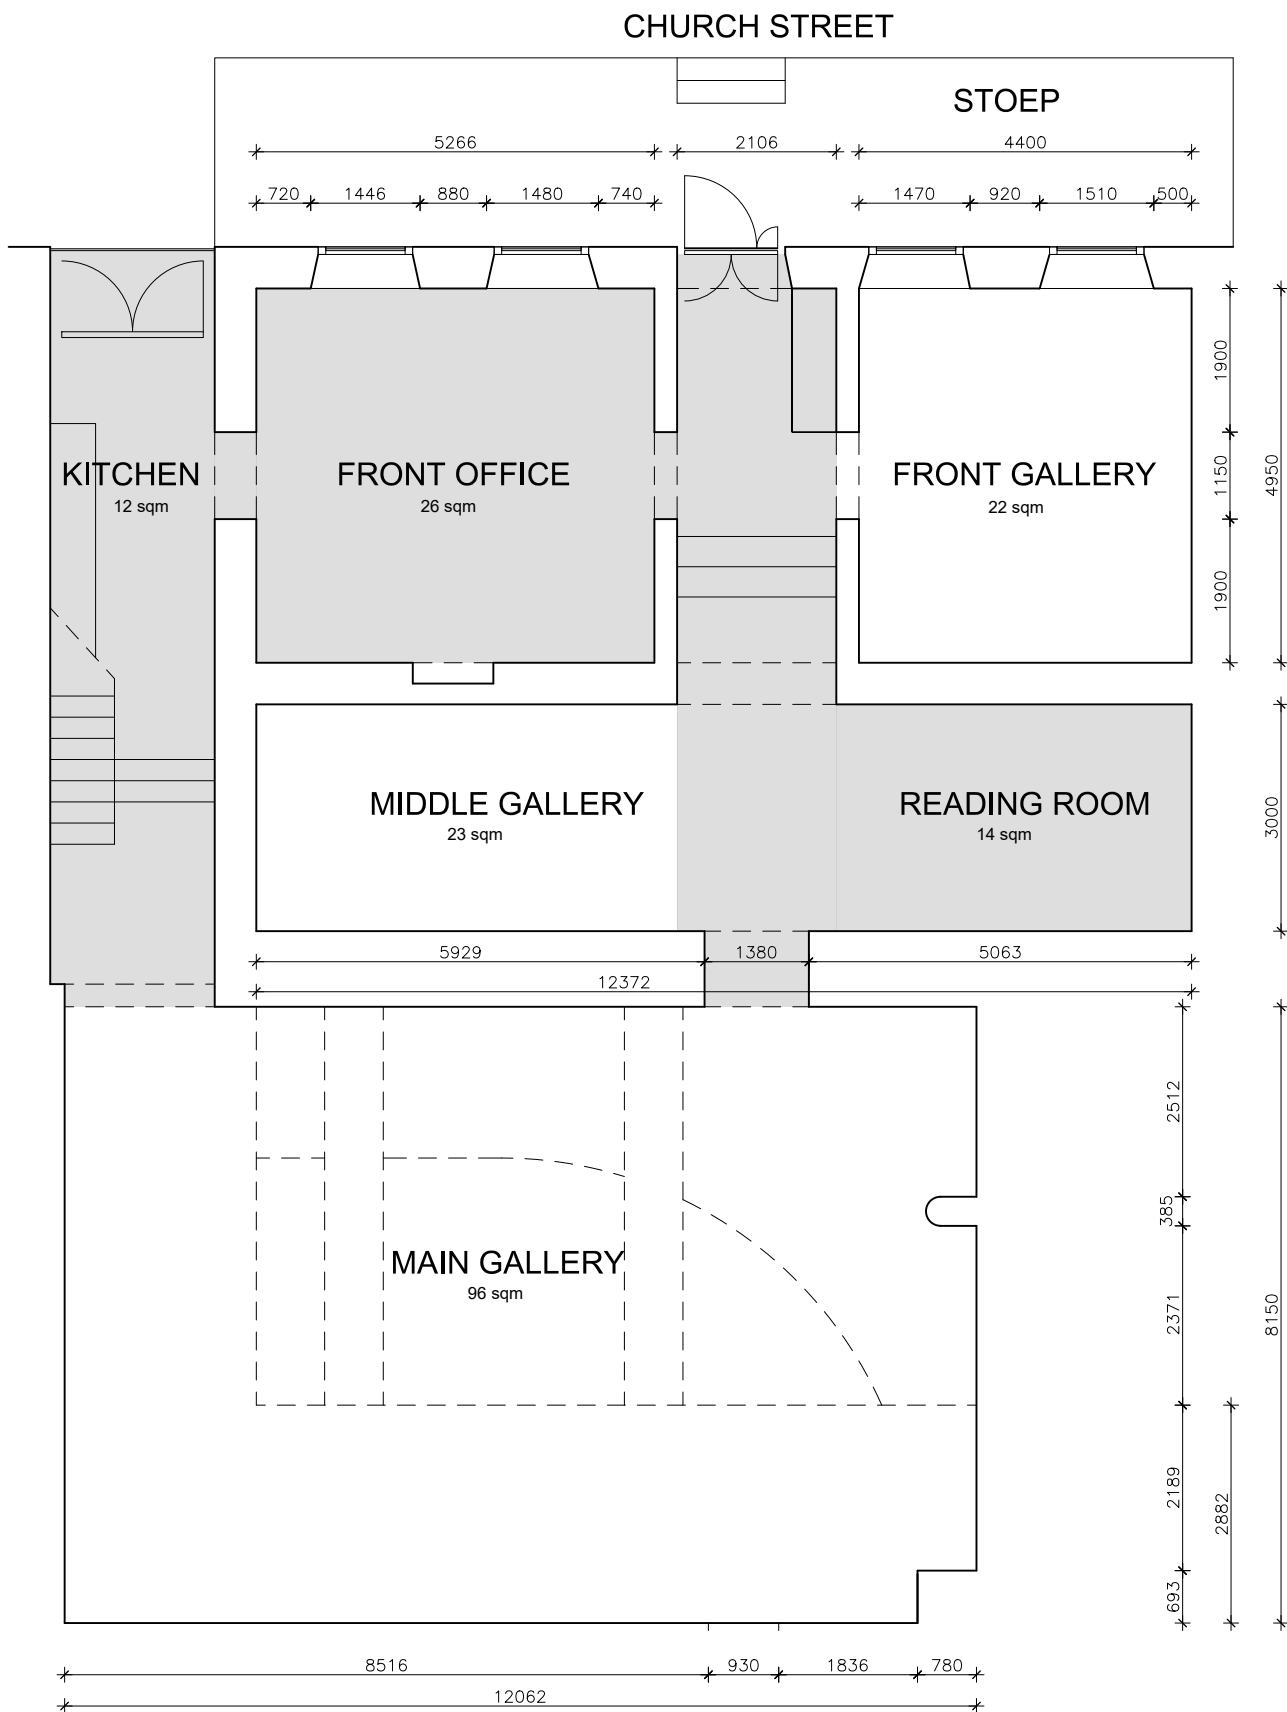 CHURCH STREET
STOEP
5266 2106 4400
720 1446 880 1480 740 1470 920 1510 500
1900
1150
4950
1900
KITCHEN
12 sqm
FRONT OFFICE
26 sqm
FRONT GALLERY
22 sqm
MIDDLE GALLERY
23 sqm
READING ROOM
14 sqm
3000
5929 1380 5063
12372
2512
385
2371
8150
MAIN GALLERY
96 sqm
2189
2882
693
8516 930 1836 780
12062